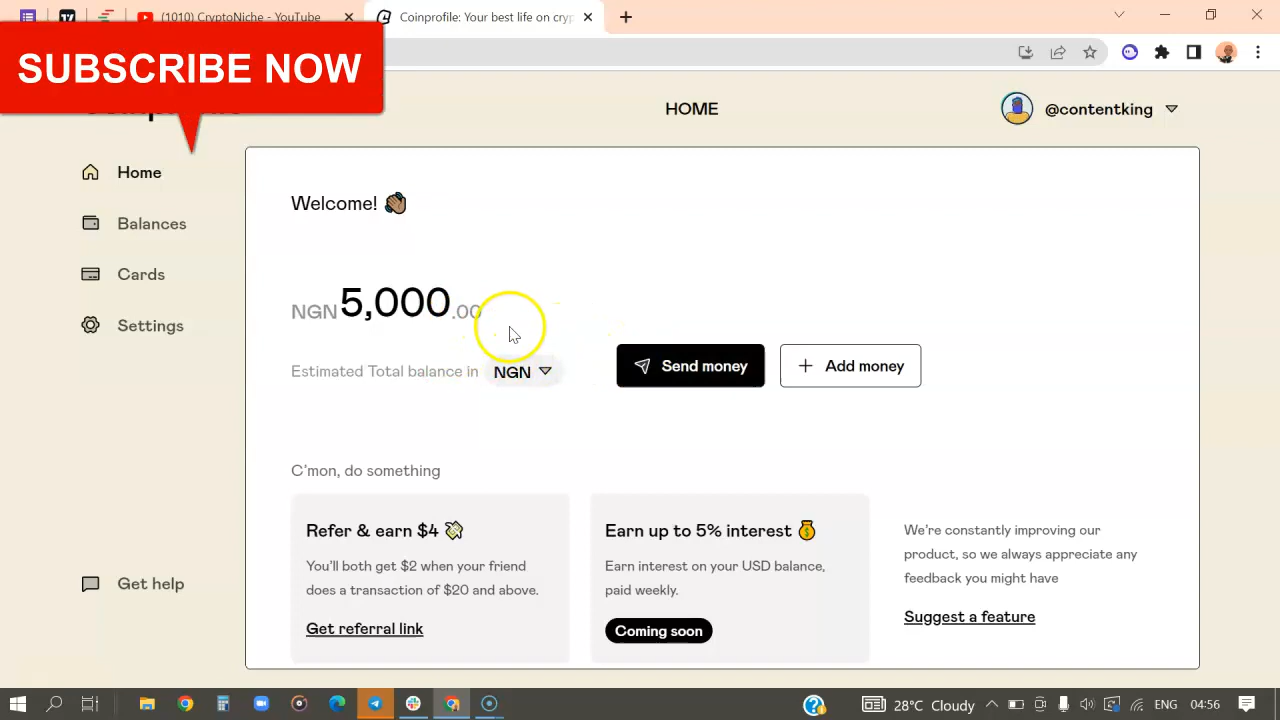 (1010) CryptoNiche - YouTube
Coinprofile: Your best life on cryp
SUBSCRIBE NOW
HOME
@contentking
Home
Balances
Cards
Settings
Get help
Welcome!
NGN 5,000.00
Estimated Total balance in NGN
Send money
Add money
C'mon, do something
Refer & earn $4
You'll both get $2 when your friend
does a transaction of $20 and above.
Get referral link
Earn up to 5% interest
Earn interest on your USD balance,
paid weekly.
Coming soon
We're constantly improving our
product, so we always appreciate any
feedback you might have
Suggest a feature
28°C Cloudy
ENG
04:56